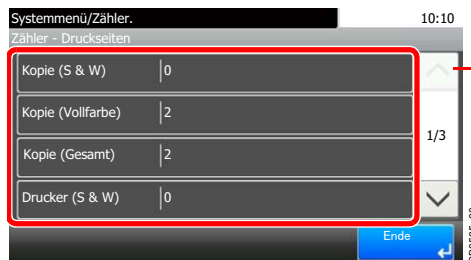 Systemmenü/Zähler.
10:10
Zähler - Druckseiten
Kopie (S & W) 0
Kopie (Vollfarbe) 2
1/3
Kopie (Gesamt) 2
Drucker (S & W) 0
Ende